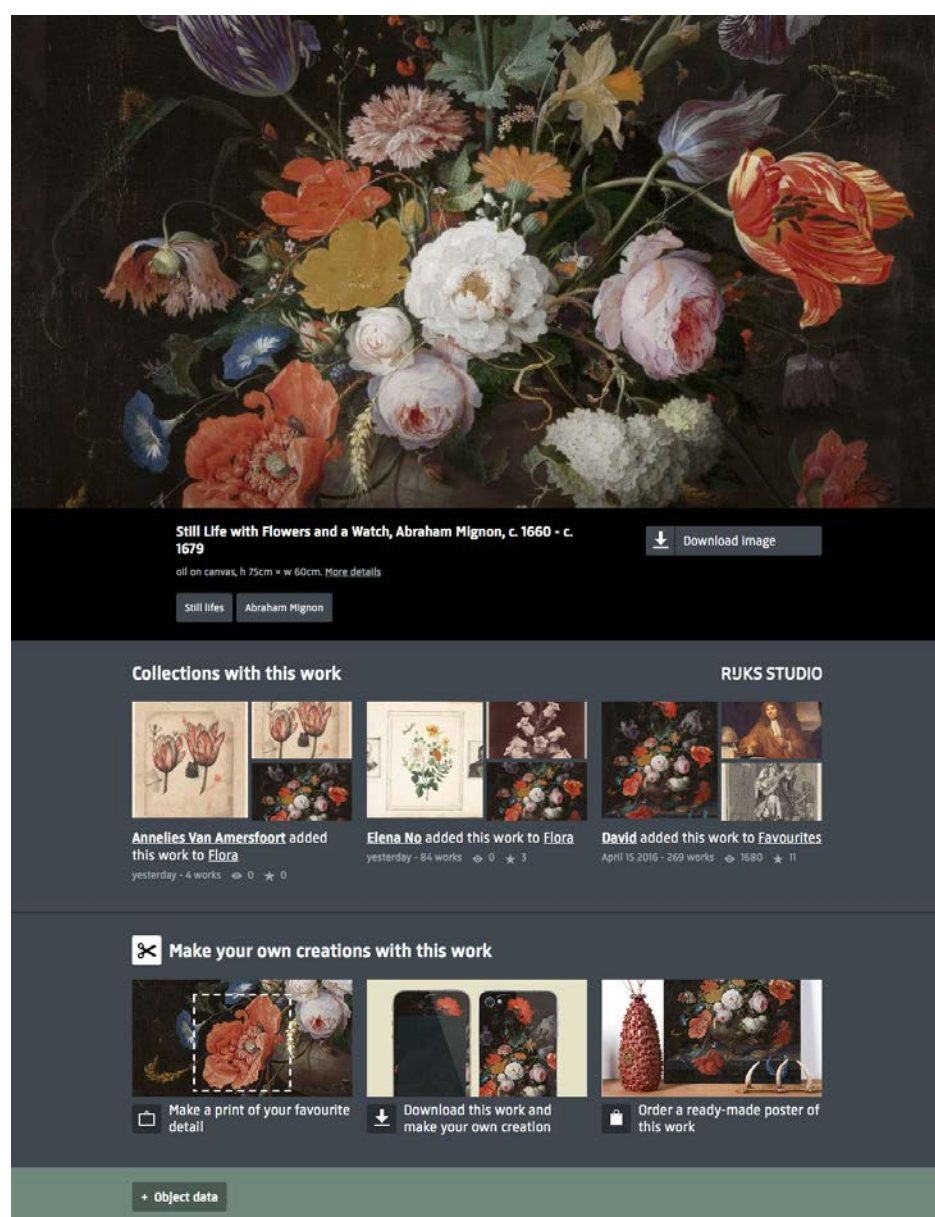 Still Life with Flowers and a Watch, Abraham Mignon, c. 1660 - c.
1679
oil on canvas, h 75cm × w 60cm. More details
Still lifes
Abraham Mignon
Download image
Collections with this work
RIJKS STUDIO
Annelies Van Amersfoort added
this work to Flora
yesterday - 4 works 0 0
Elena No added this work to Flora
yesterday - 84 works 0 3
David added this work to Favourites
April 15 2016 - 269 works 1680 11
Make your own creations with this work
Make a print of your favourite
detail
Download this work and
make your own creation
Order a ready-made poster of
this work
+ Object data